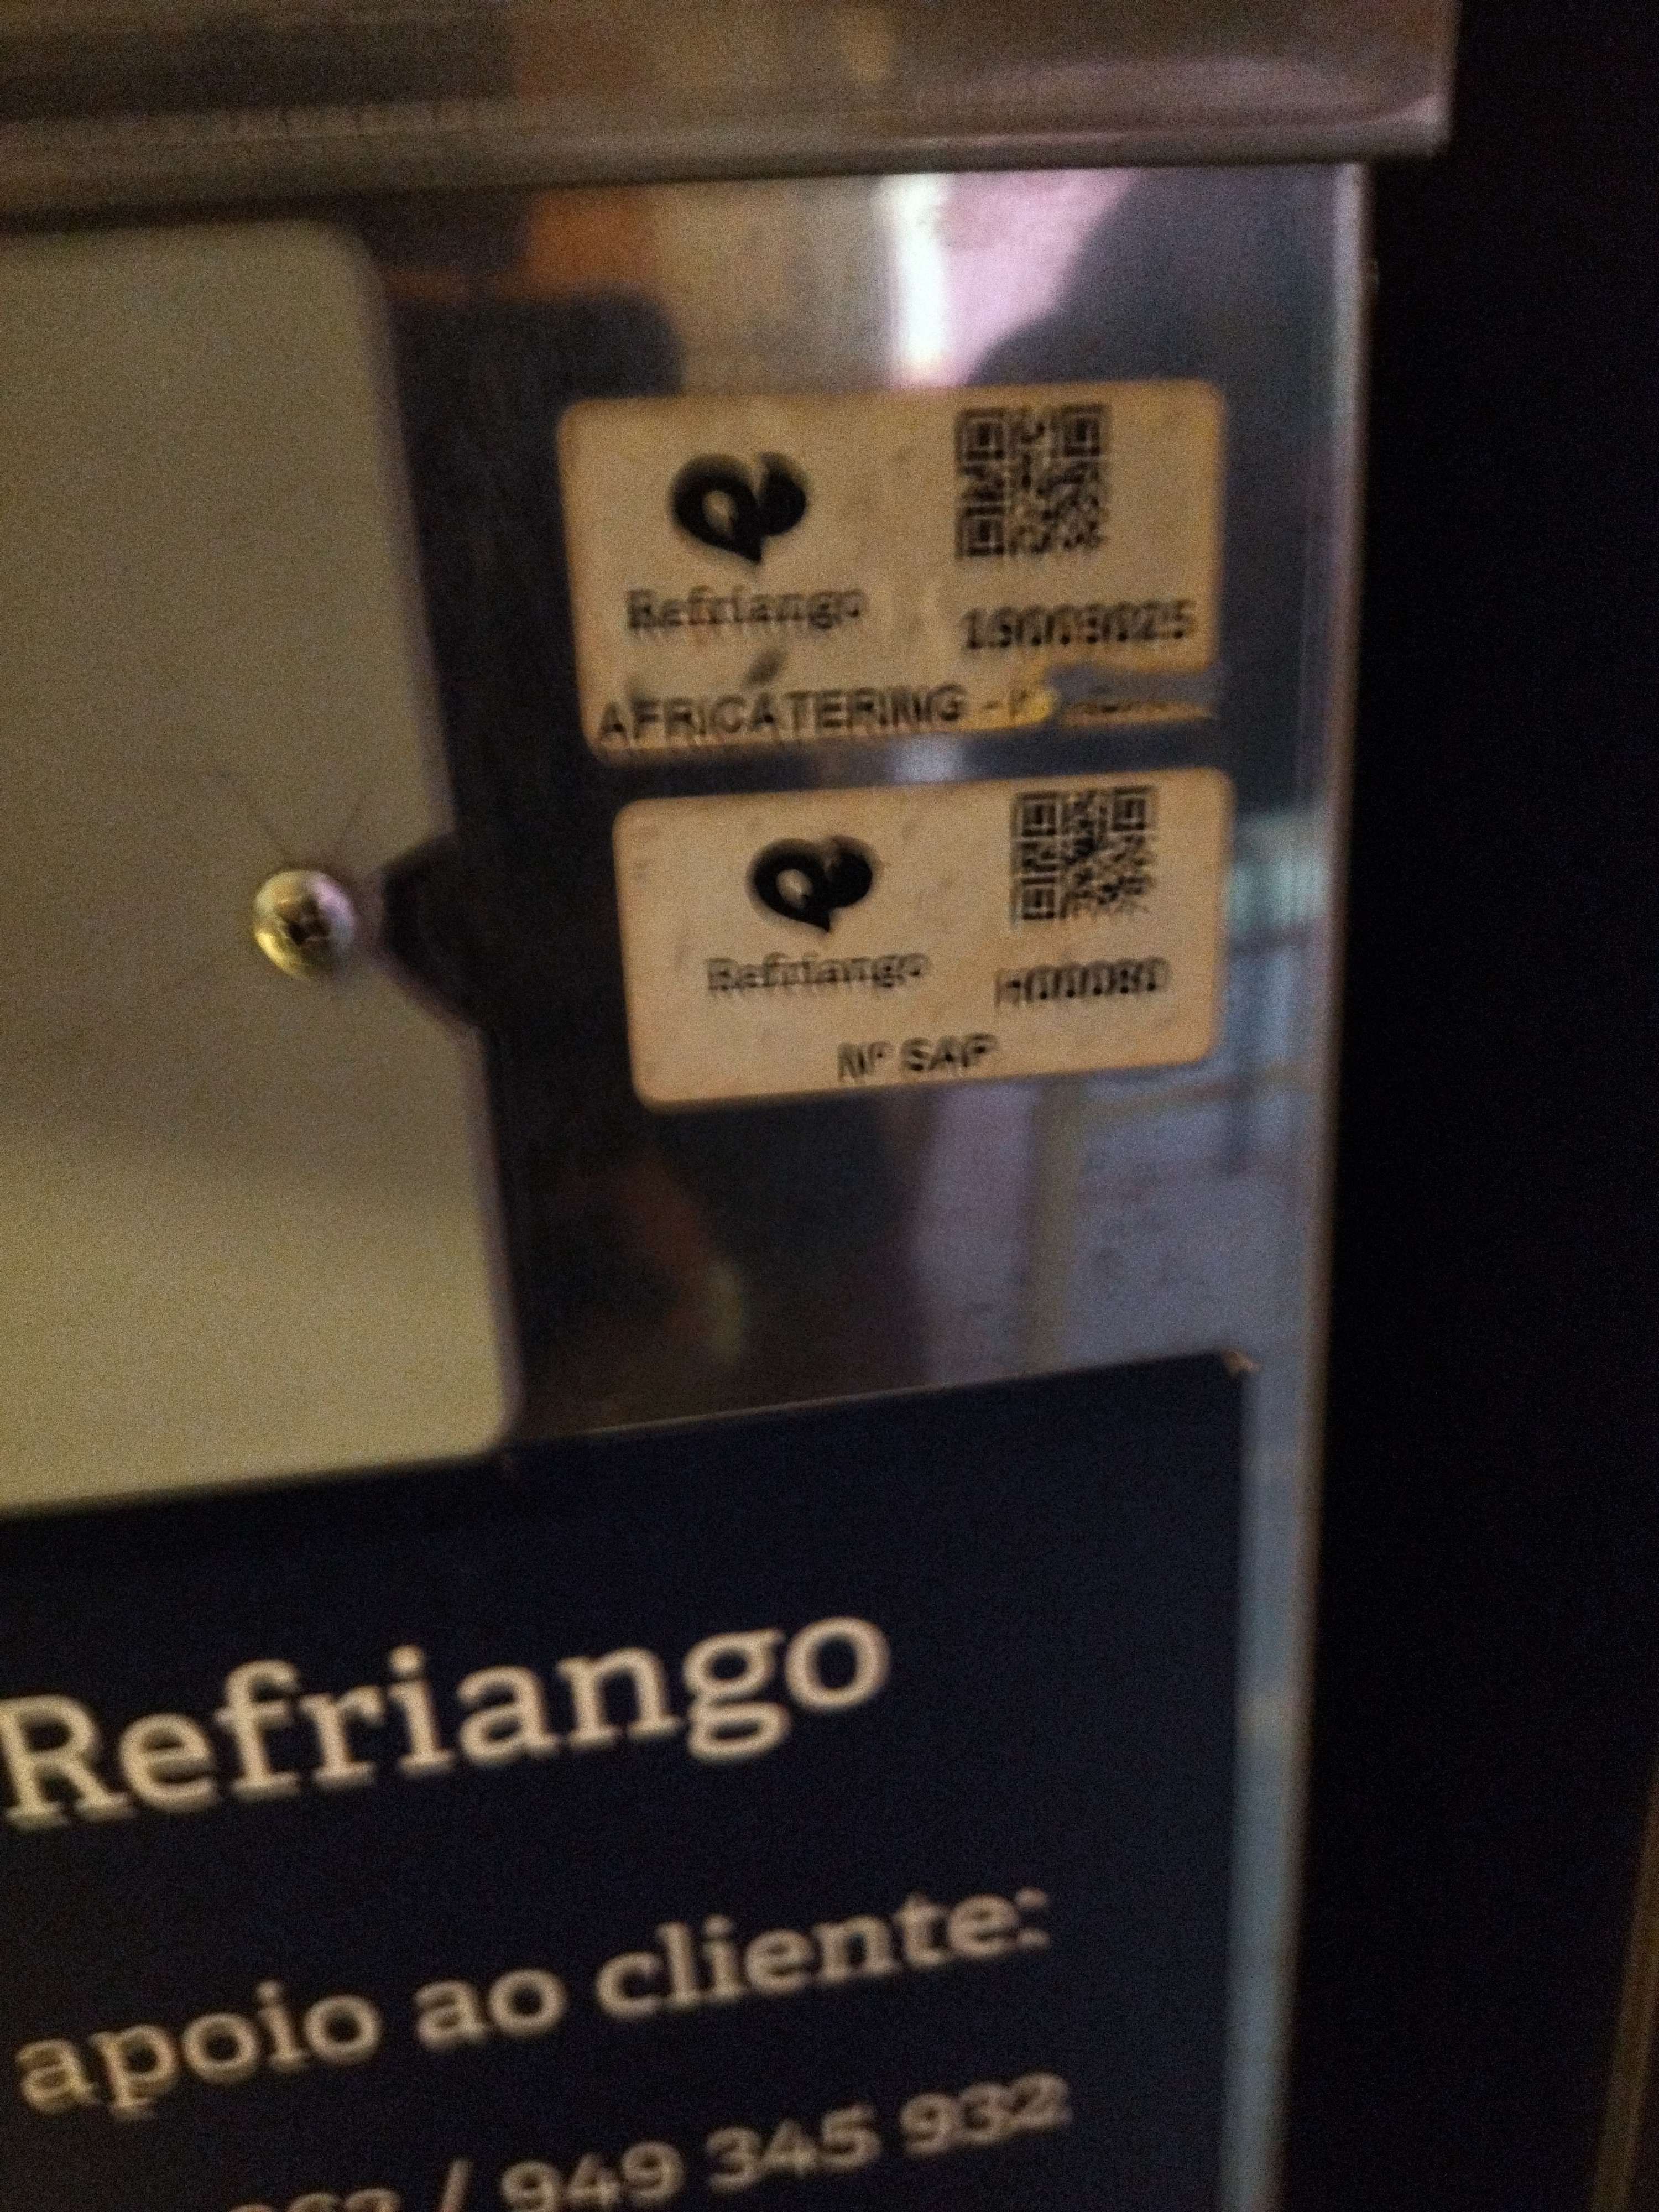 Refriango
AFRICATERING -
Refriango
Nº SAP
Refriango
apoio ao cliente:
/ 949 345 932